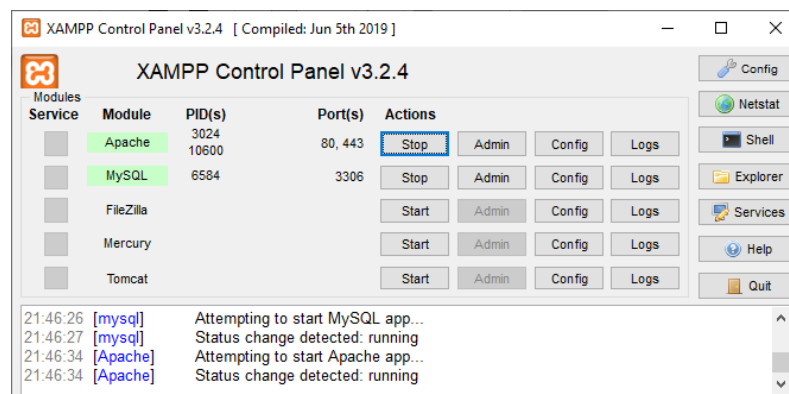 XAMPP Control Panel v3.2.4 [ Compiled: Jun 5th 2019 ]
XAMPP Control Panel v3.2.4
Config
Modules
Service Module PID(s) Port(s) Actions
Netstat
Apache 3024 10600 80, 443 Stop Admin Config Logs
Shell
MySQL 6584 3306 Stop Admin Config Logs
Explorer
FileZilla Start Admin Config Logs
Services
Mercury Start Admin Config Logs
Help
Tomcat Start Admin Config Logs
Quit
21:46:26 [mysql] Attempting to start MySQL app...
21:46:27 [mysql] Status change detected: running
21:46:34 [Apache] Attempting to start Apache app...
21:46:34 [Apache] Status change detected: running